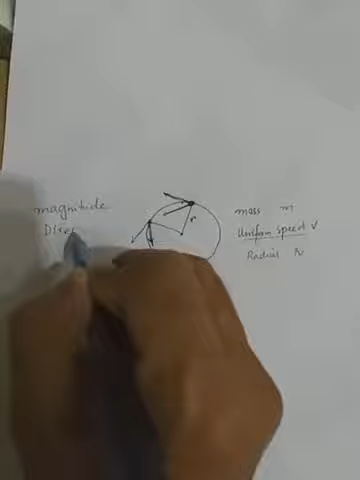 magnitude
Direc
r
mass m
Uniform Speed v
Radius r